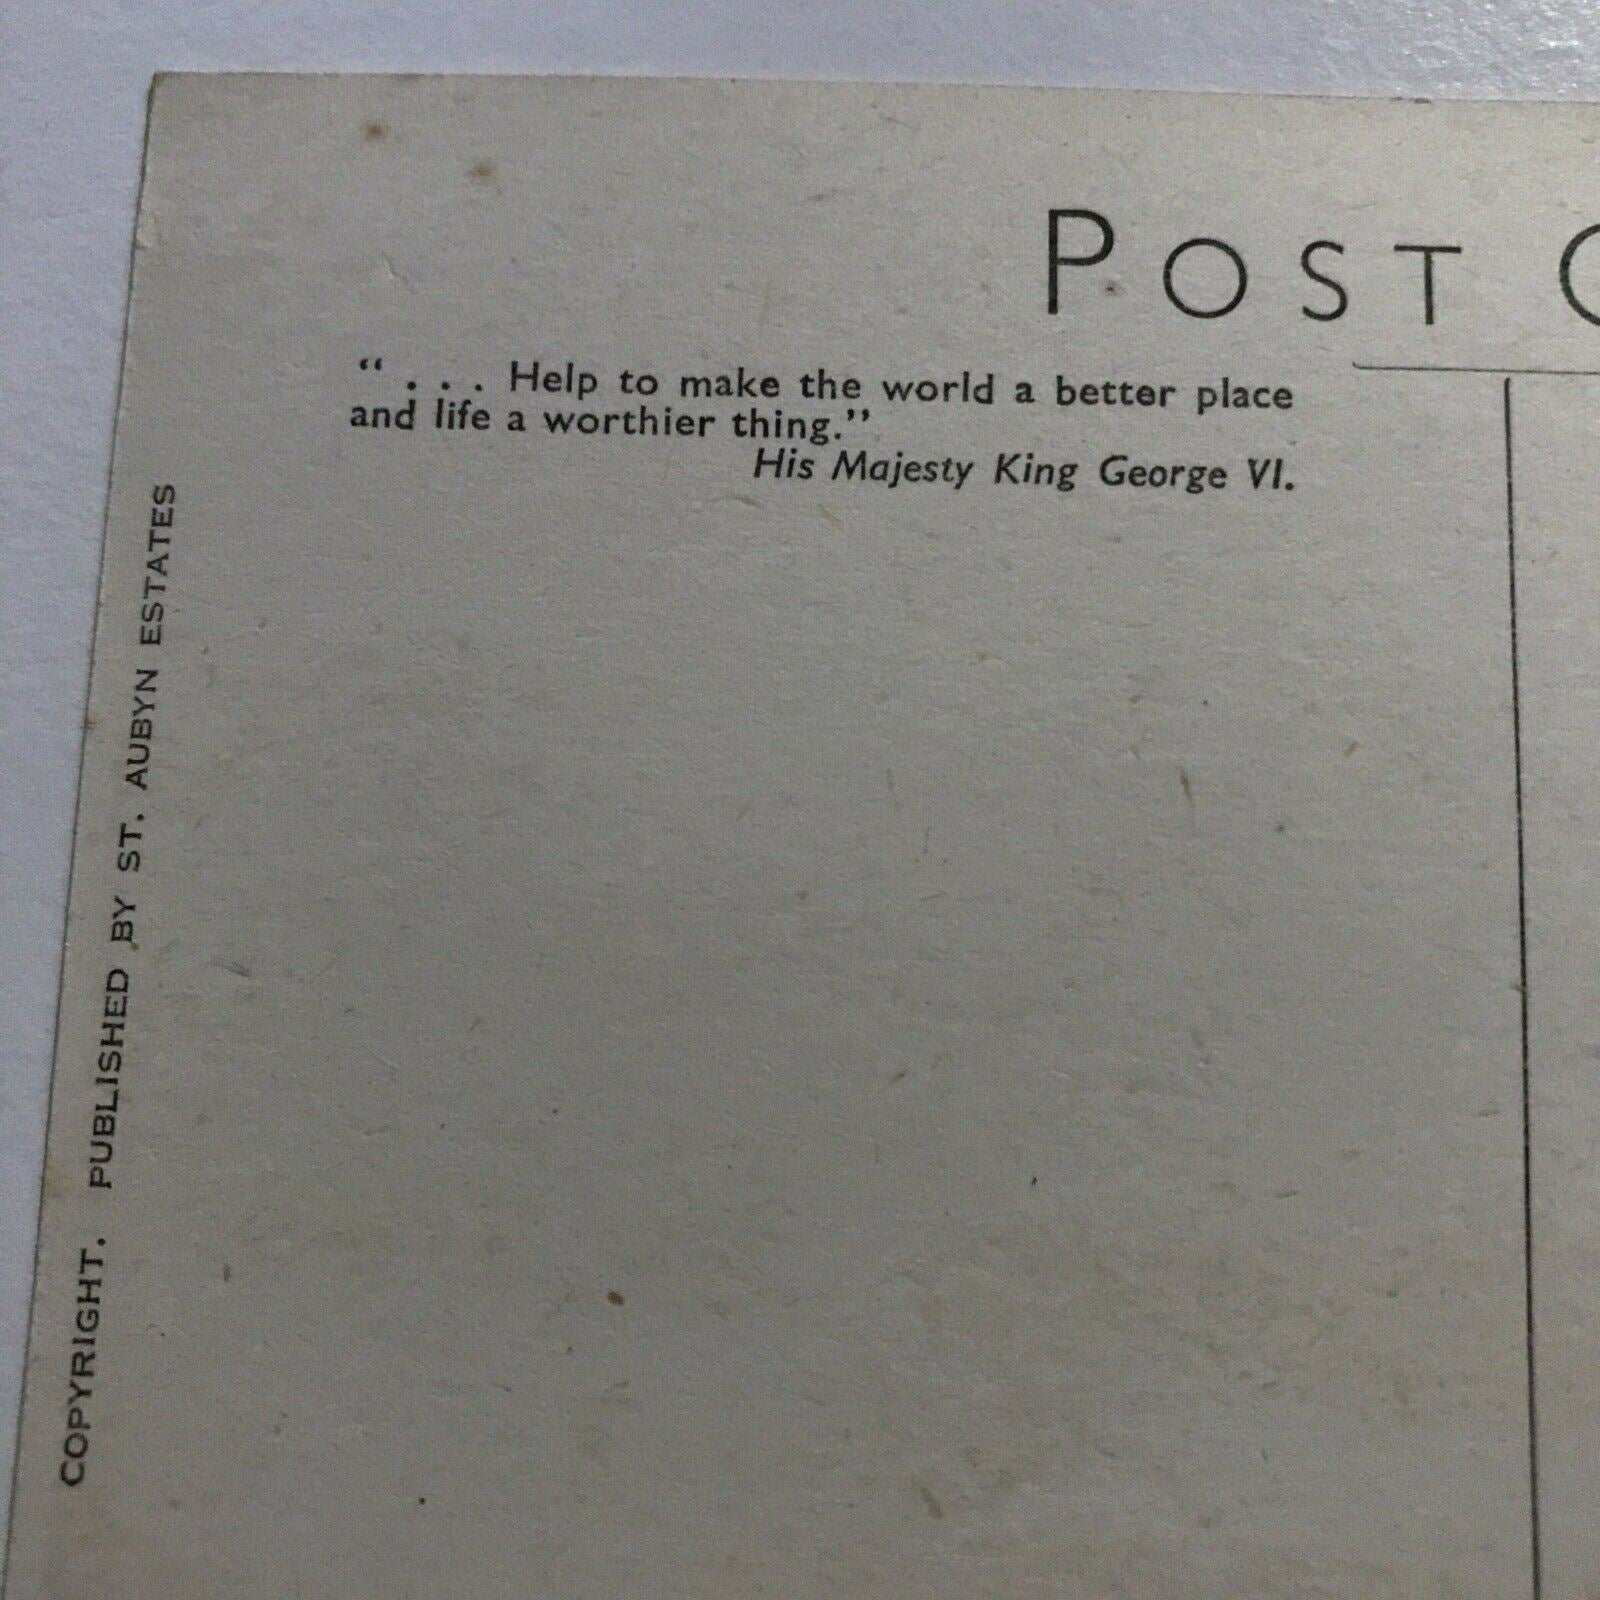 POST C
“ . . . Help to make the world a better place
and life a worthier thing.”
His Majesty King George VI.
COPYRIGHT. PUBLISHED BY ST. AUBYN ESTATES